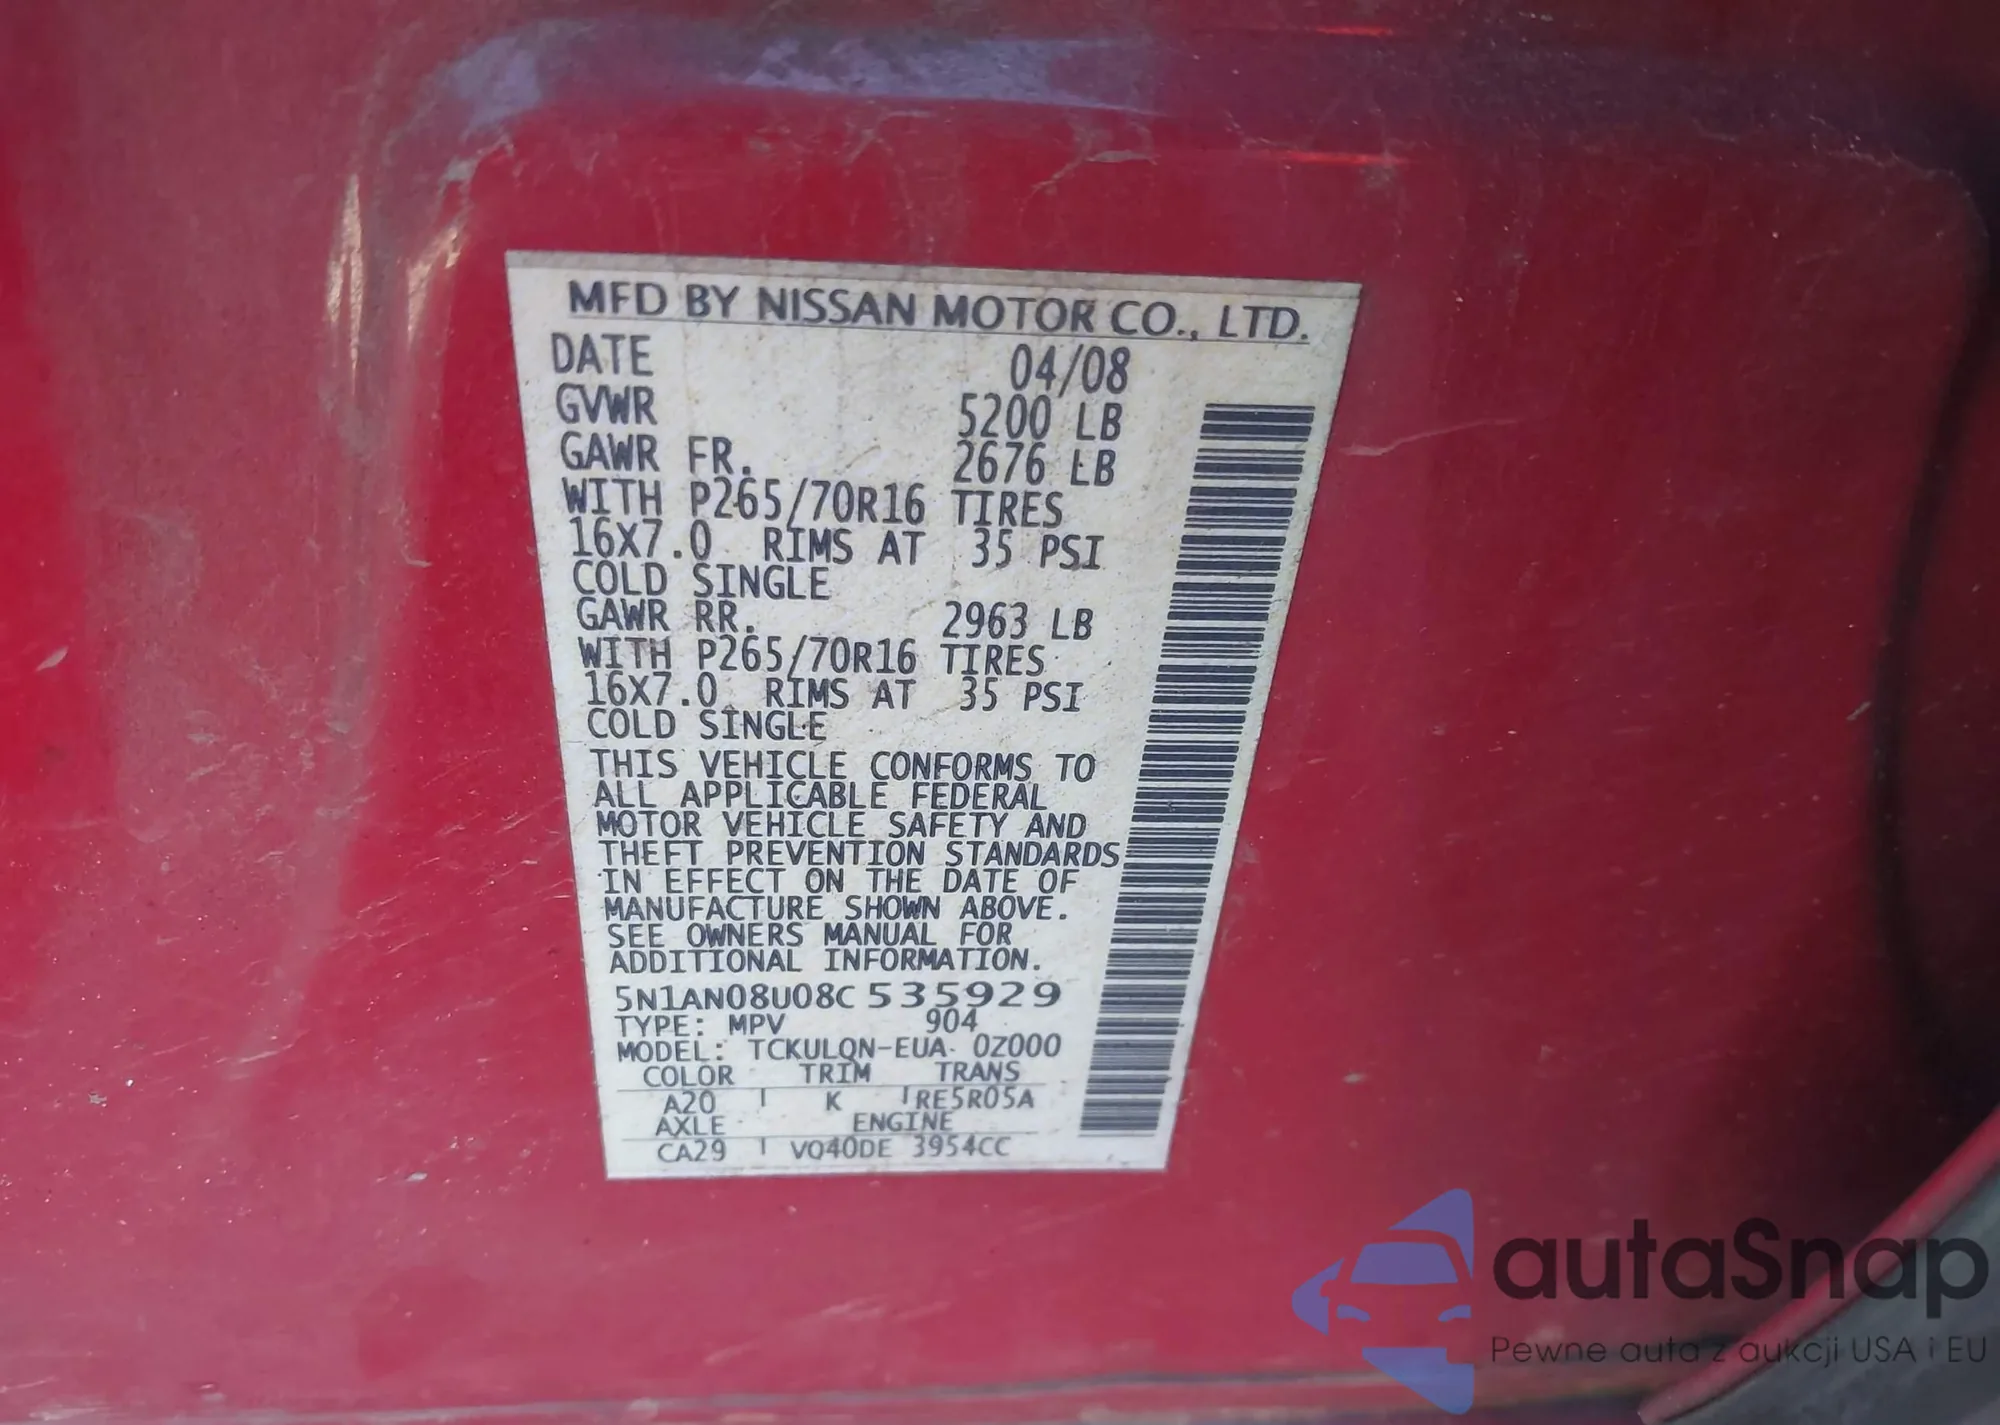 MFD BY NISSAN MOTOR CO., LTD.
DATE 04/08
GVWR 5200 LB
GAWR FR. 2676 LB
WITH P265/70R16 TIRES
16X7.0 RIMS AT 35 PSI
COLD SINGLE
GAWR RR. 2963 LB
WITH P265/70R16 TIRES
16X7.0 RIMS AT 35 PSI
COLD SINGLE
THIS VEHICLE CONFORMS TO
ALL APPLICABLE FEDERAL
MOTOR VEHICLE SAFETY AND
THEFT PREVENTION STANDARDS
IN EFFECT ON THE DATE OF
MANUFACTURE SHOWN ABOVE.
SEE OWNERS MANUAL FOR
ADDITIONAL INFORMATION.
5N1AN08U08C 535929
TYPE: MPV 904
MODEL: TCKULQN-EUA- 0Z000
COLOR TRIM TRANS
A20 K RE5R05A
AXLE ENGINE
CA29 VQ40DE 3954CC
autaSnap
Pewne auta z aukcji USA i EU